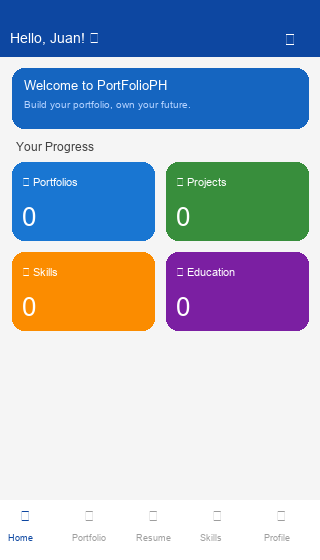 Hello, Juan!
Welcome to PortFolioPH
Build your portfolio, own your future.
Your Progress
Portfolios
0
Projects
0
Skills
0
Education
0
Home
Portfolio
Resume
Skills
Profile